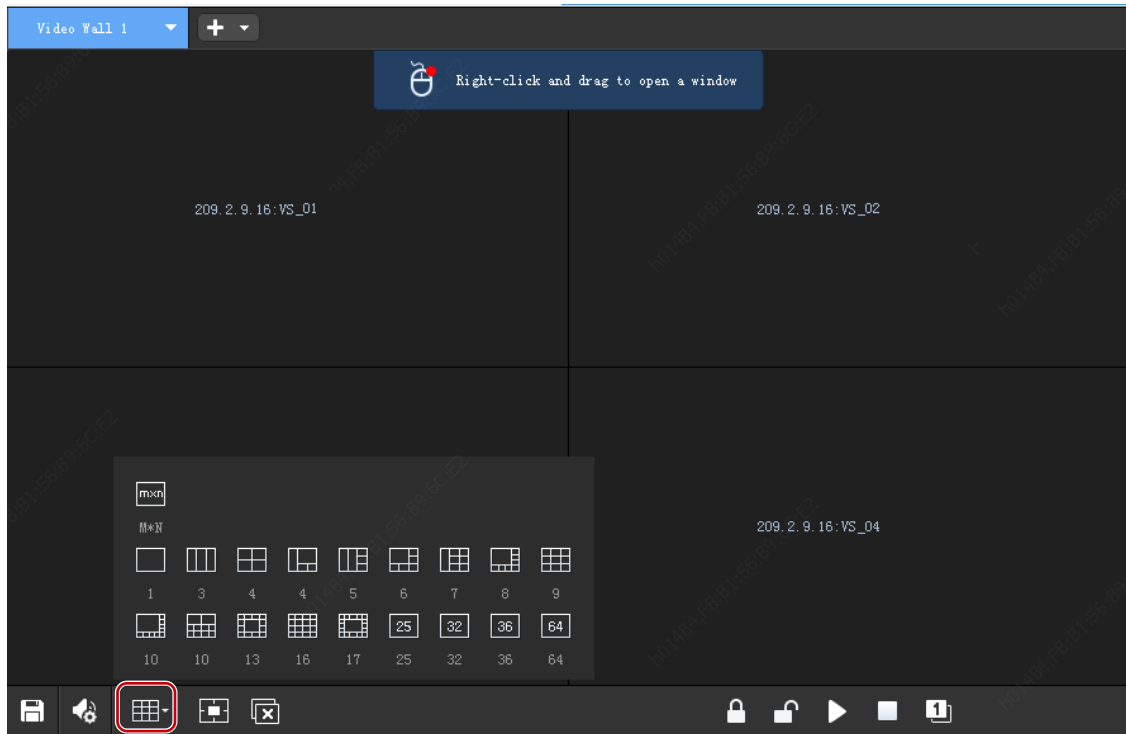 Video Wall 1
Right-click and drag to open a window
209.2.9.16:VS_01
209.2.9.16:VS_02
m×n
M*N
209.2.9.16:VS_04
1 3 4 4 5 6 7 8 9
25 32 36 64
10 10 13 16 17 25 32 36 64
1